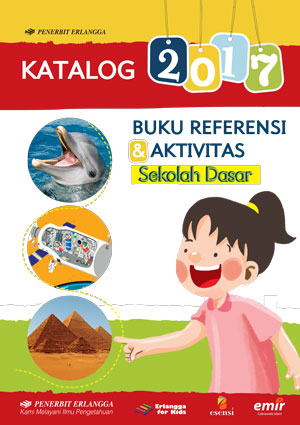 PENERBIT ERLANGGA
KATALOG 2017
BUKU REFERENSI
& AKTIVITAS
Sekolah Dasar
PENERBIT ERLANGGA
Kami Melayani Ilmu Pengetahuan
Erlangga
for Kids
esensi
emir